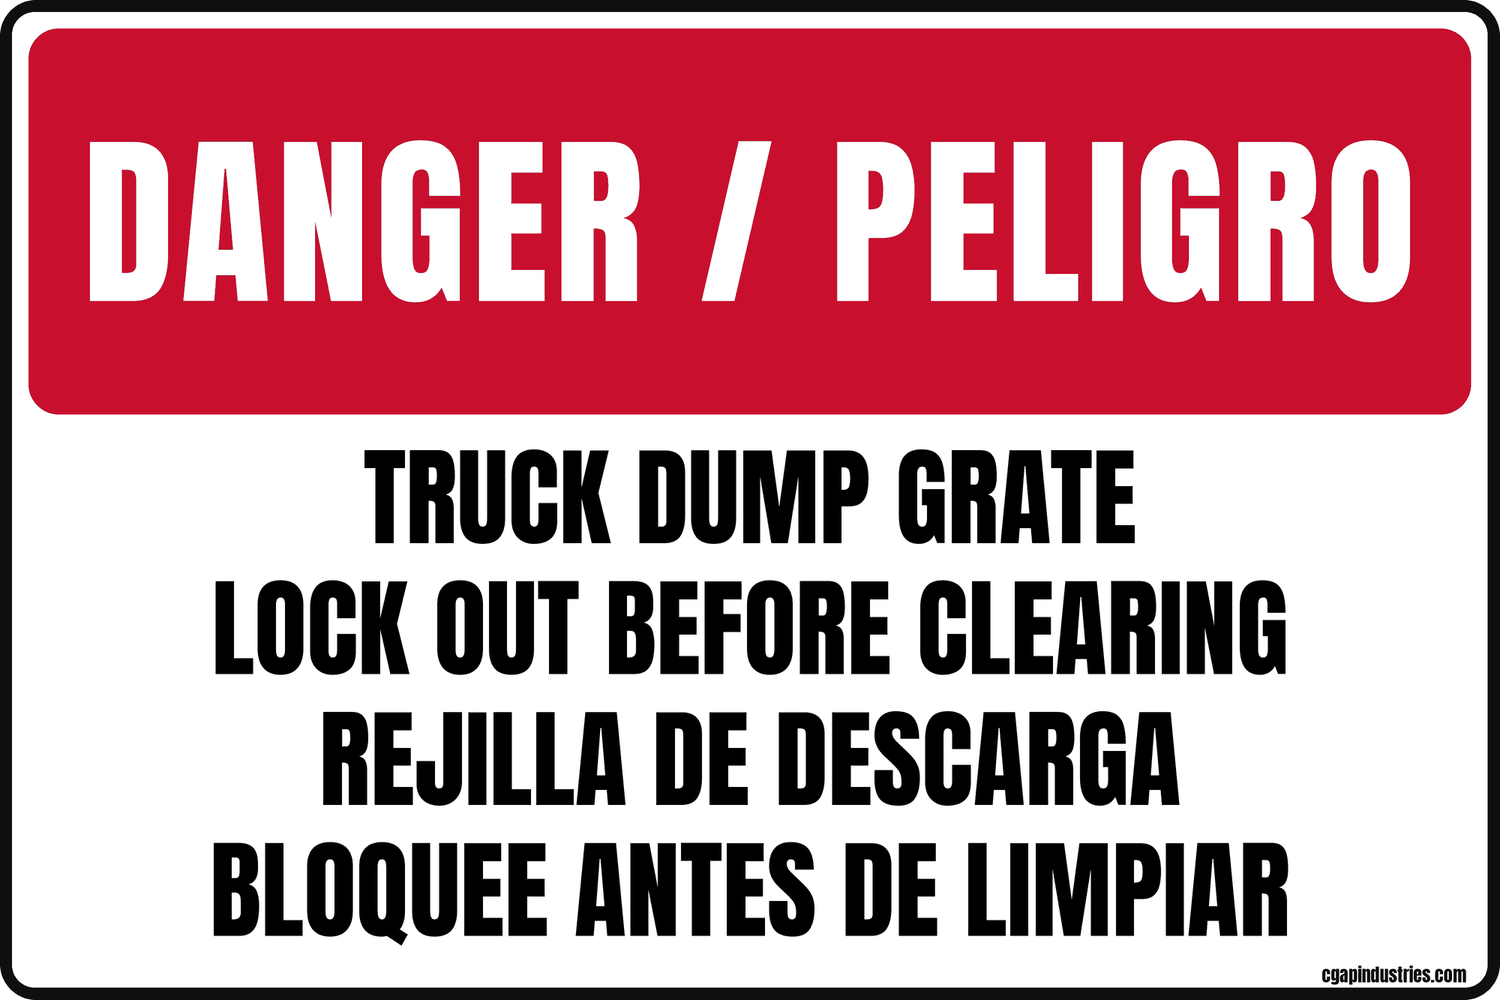 DANGER / PELIGRO
TRUCK DUMP GRATE
LOCK OUT BEFORE CLEARING
REJILLA DE DESCARGA
BLOQUEE ANTES DE LIMPIAR
cgapindustries.com